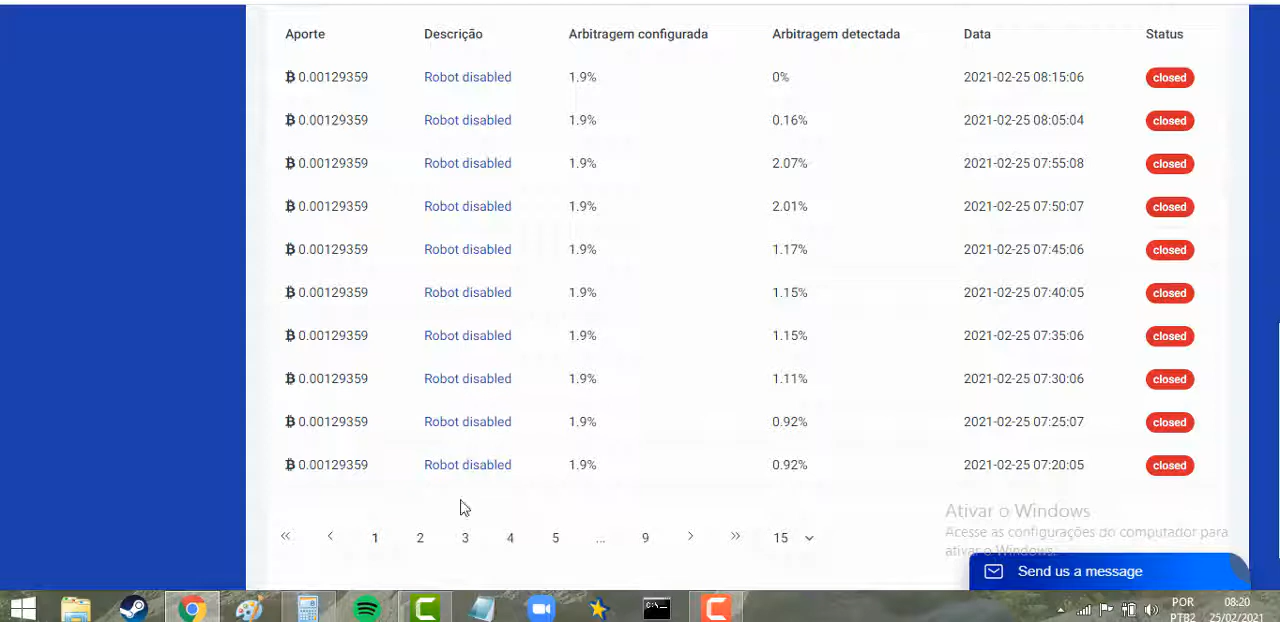 Aporte Descrição Arbitragem configurada Arbitragem detectada Data Status
₿ 0.00129359 Robot disabled 1.9% 0% 2021-02-25 08:15:06 closed
₿ 0.00129359 Robot disabled 1.9% 0.16% 2021-02-25 08:05:04 closed
₿ 0.00129359 Robot disabled 1.9% 2.07% 2021-02-25 07:55:08 closed
₿ 0.00129359 Robot disabled 1.9% 2.01% 2021-02-25 07:50:07 closed
₿ 0.00129359 Robot disabled 1.9% 1.17% 2021-02-25 07:45:06 closed
₿ 0.00129359 Robot disabled 1.9% 1.15% 2021-02-25 07:40:05 closed
₿ 0.00129359 Robot disabled 1.9% 1.15% 2021-02-25 07:35:06 closed
₿ 0.00129359 Robot disabled 1.9% 1.11% 2021-02-25 07:30:06 closed
₿ 0.00129359 Robot disabled 1.9% 0.92% 2021-02-25 07:25:07 closed
₿ 0.00129359 Robot disabled 1.9% 0.92% 2021-02-25 07:20:05 closed
« ‹ 1 2 3 4 5 ... 9 › » 15
Ativar o Windows
Acesse as configurações do computador para
ativar o Windows.
Send us a message
POR 08:20
PTB2 25/02/2021